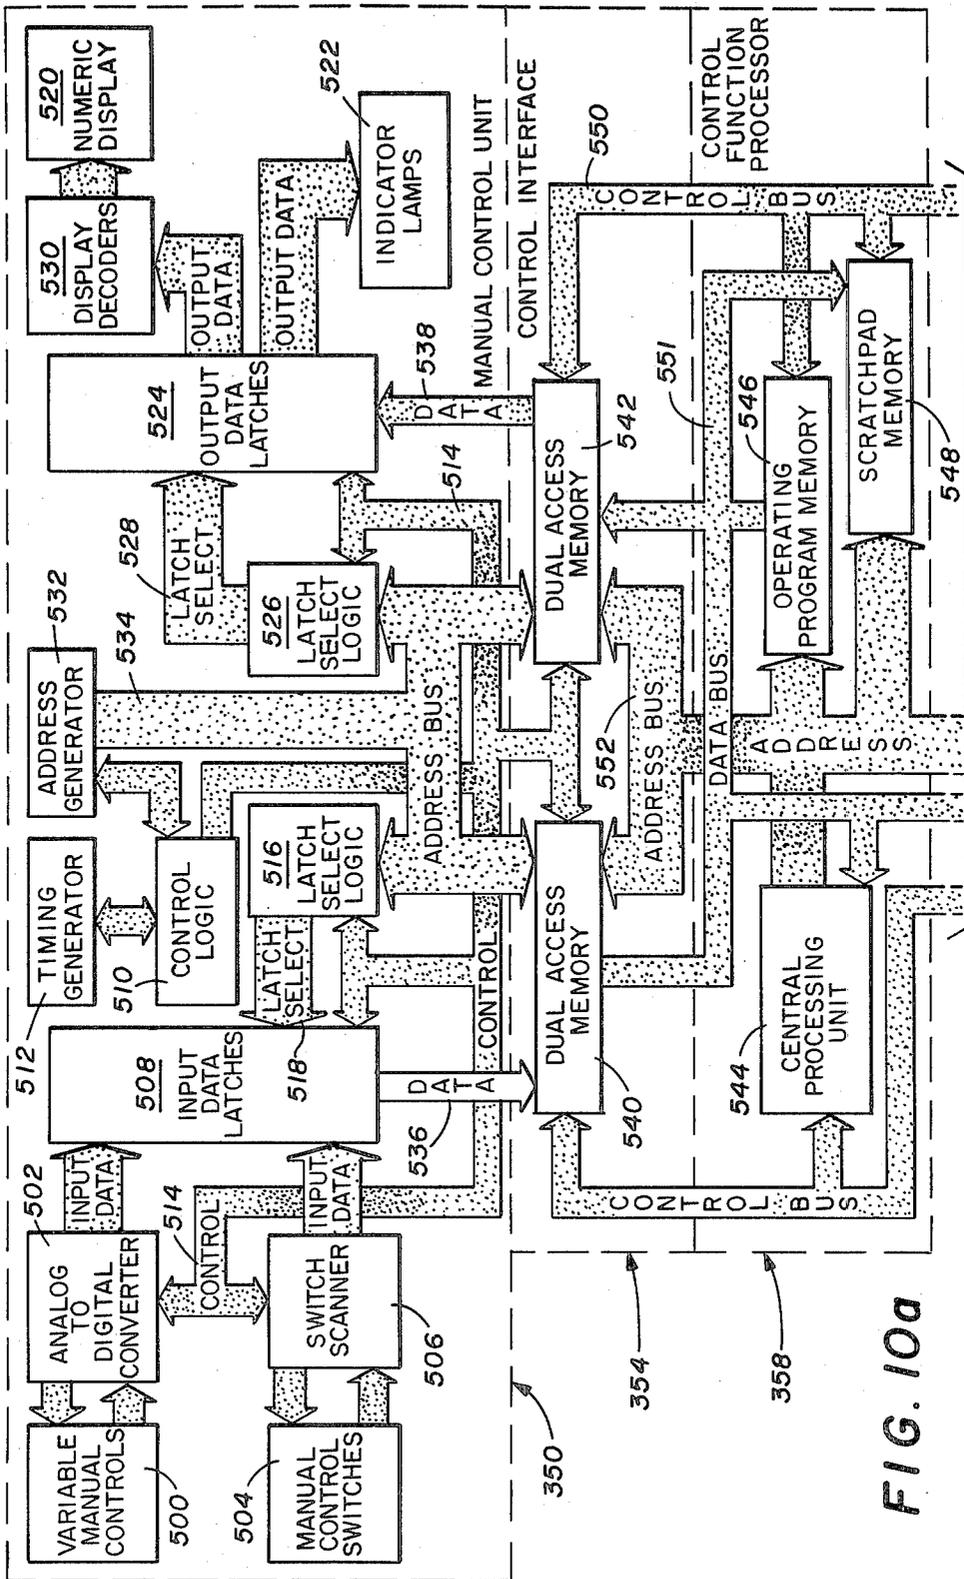 VARIABLE
MANUAL
CONTROLS
500
ANALOG
TO
DIGITAL
CONVERTER
502
INPUT
DATA
508
INPUT
DATA
LATCHES
512
TIMING
GENERATOR
510
CONTROL
LOGIC
ADDRESS
GENERATOR
532
534
524
OUTPUT
DATA
LATCHES
OUTPUT
DATA
530
DISPLAY
DECODERS
520
NUMERIC
DISPLAY
504
MANUAL
CONTROL
SWITCHES
514
CONTROL
SWITCH
SCANNER
506
INPUT
DATA
LATCH
SELECT
518
516
LATCH
SELECT
LOGIC
LATCH
SELECT
528
526
LATCH
SELECT
LOGIC
OUTPUT DATA
INDICATOR
LAMPS
522
DATA
536
CONTROL
ADDRESS BUS
514
DATA
538
MANUAL CONTROL UNIT
CONTROL INTERFACE
350
DUAL ACCESS
MEMORY
540
DUAL ACCESS
MEMORY
542
550
CONTROL BUS
ADDRESS BUS
552
CONTROL BUS
354
DATA BUS
551
CONTROL
FUNCTION
PROCESSOR
358
544
CENTRAL
PROCESSING
UNIT
ADDRESS
OPERATING
PROGRAM MEMORY
546
SCRATCHPAD
MEMORY
548
FIG. 10a